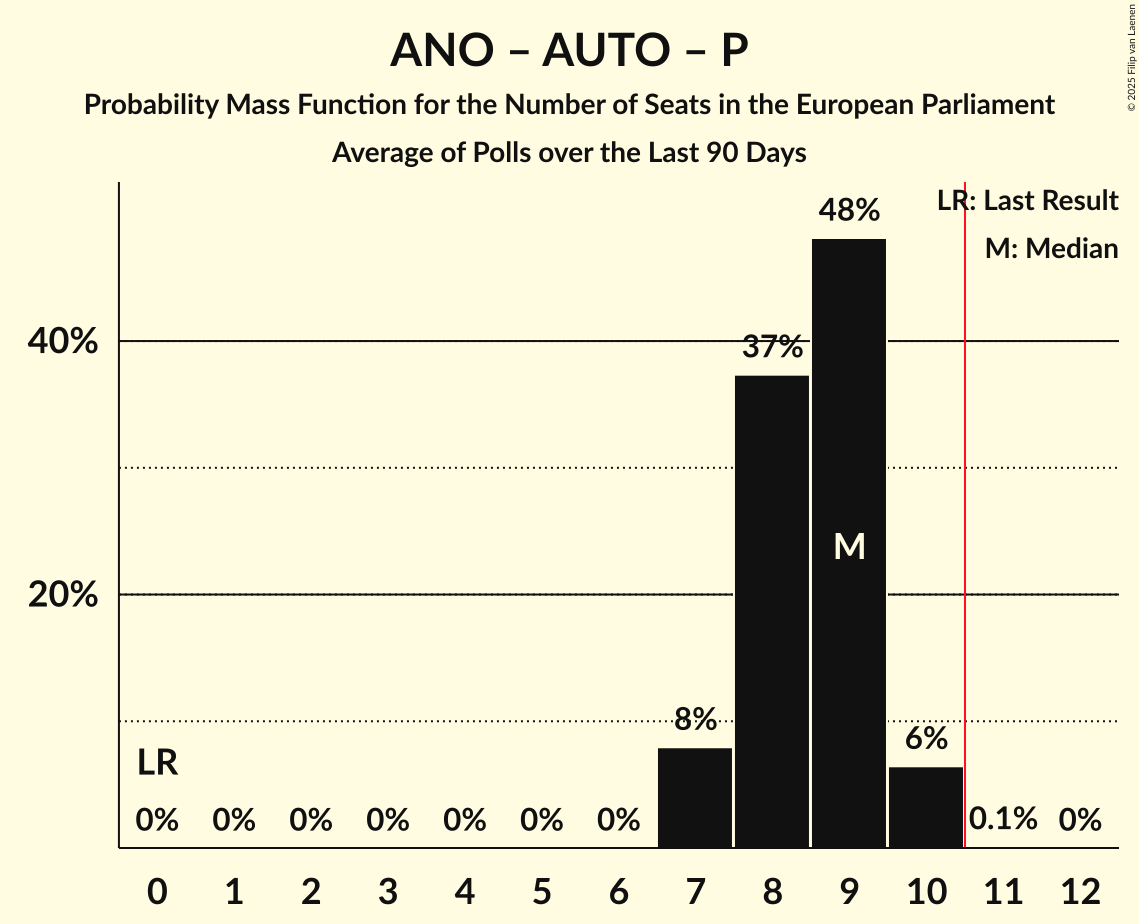 ANO – AUTO – P
Probability Mass Function for the Number of Seats in the European Parliament
Average of Polls over the Last 90 Days
© 2025 Filip van Laenen
LR: Last Result
M: Median
48%
40%
37%
M
20%
8%
6%
LR
0% 0% 0% 0% 0% 0% 0% 0.1% 0%
0 1 2 3 4 5 6 7 8 9 10 11 12